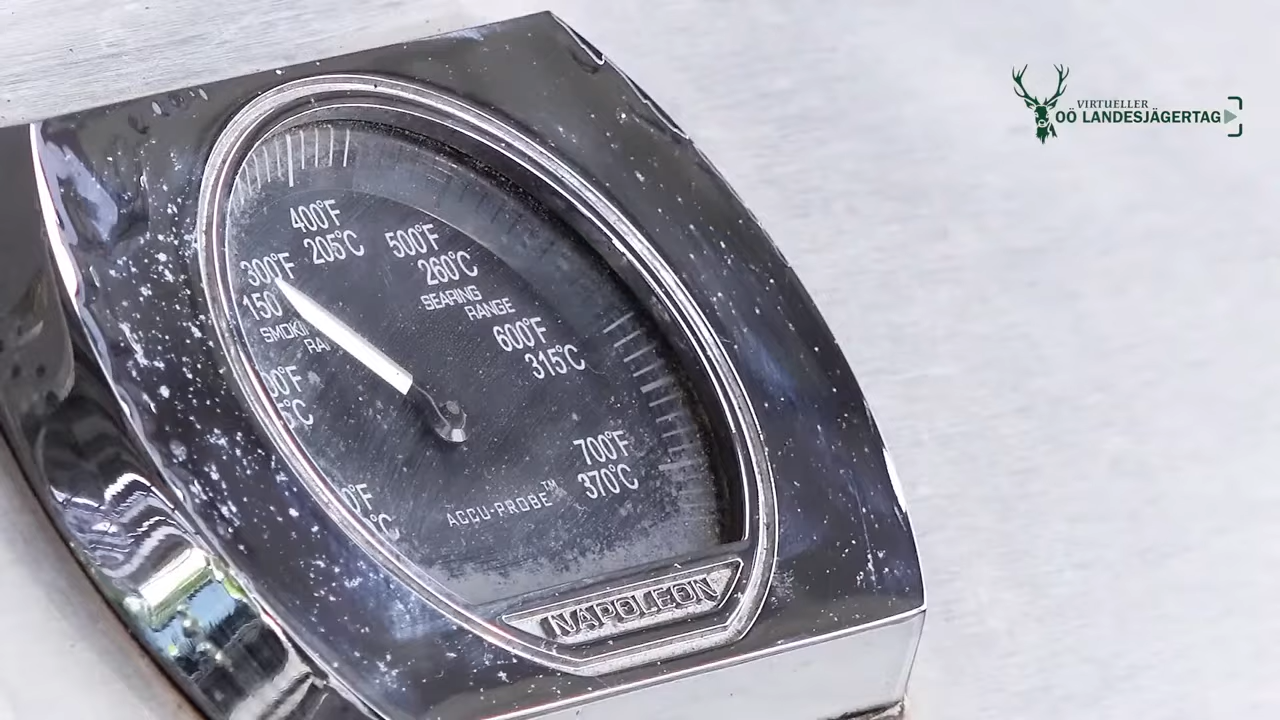 VIRTUELLER
OÖ LANDESJÄGERTAG
400°F
205°C
500°F
260°C
300°F
150
SEARING
RANGE
600°F
315°C
700°F
370°C
ACCU-PROBE™
NAPOLEON